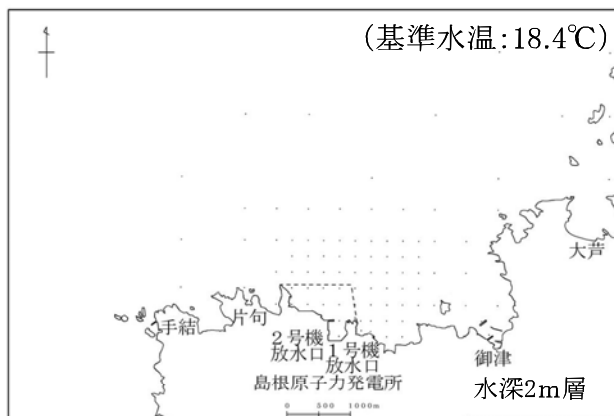 (基準水温:18.4℃)
大芦
手結
片句
2号機
放水口
1号機
放水口
御津
島根原子力発電所
水深2m層
0 500 1000m